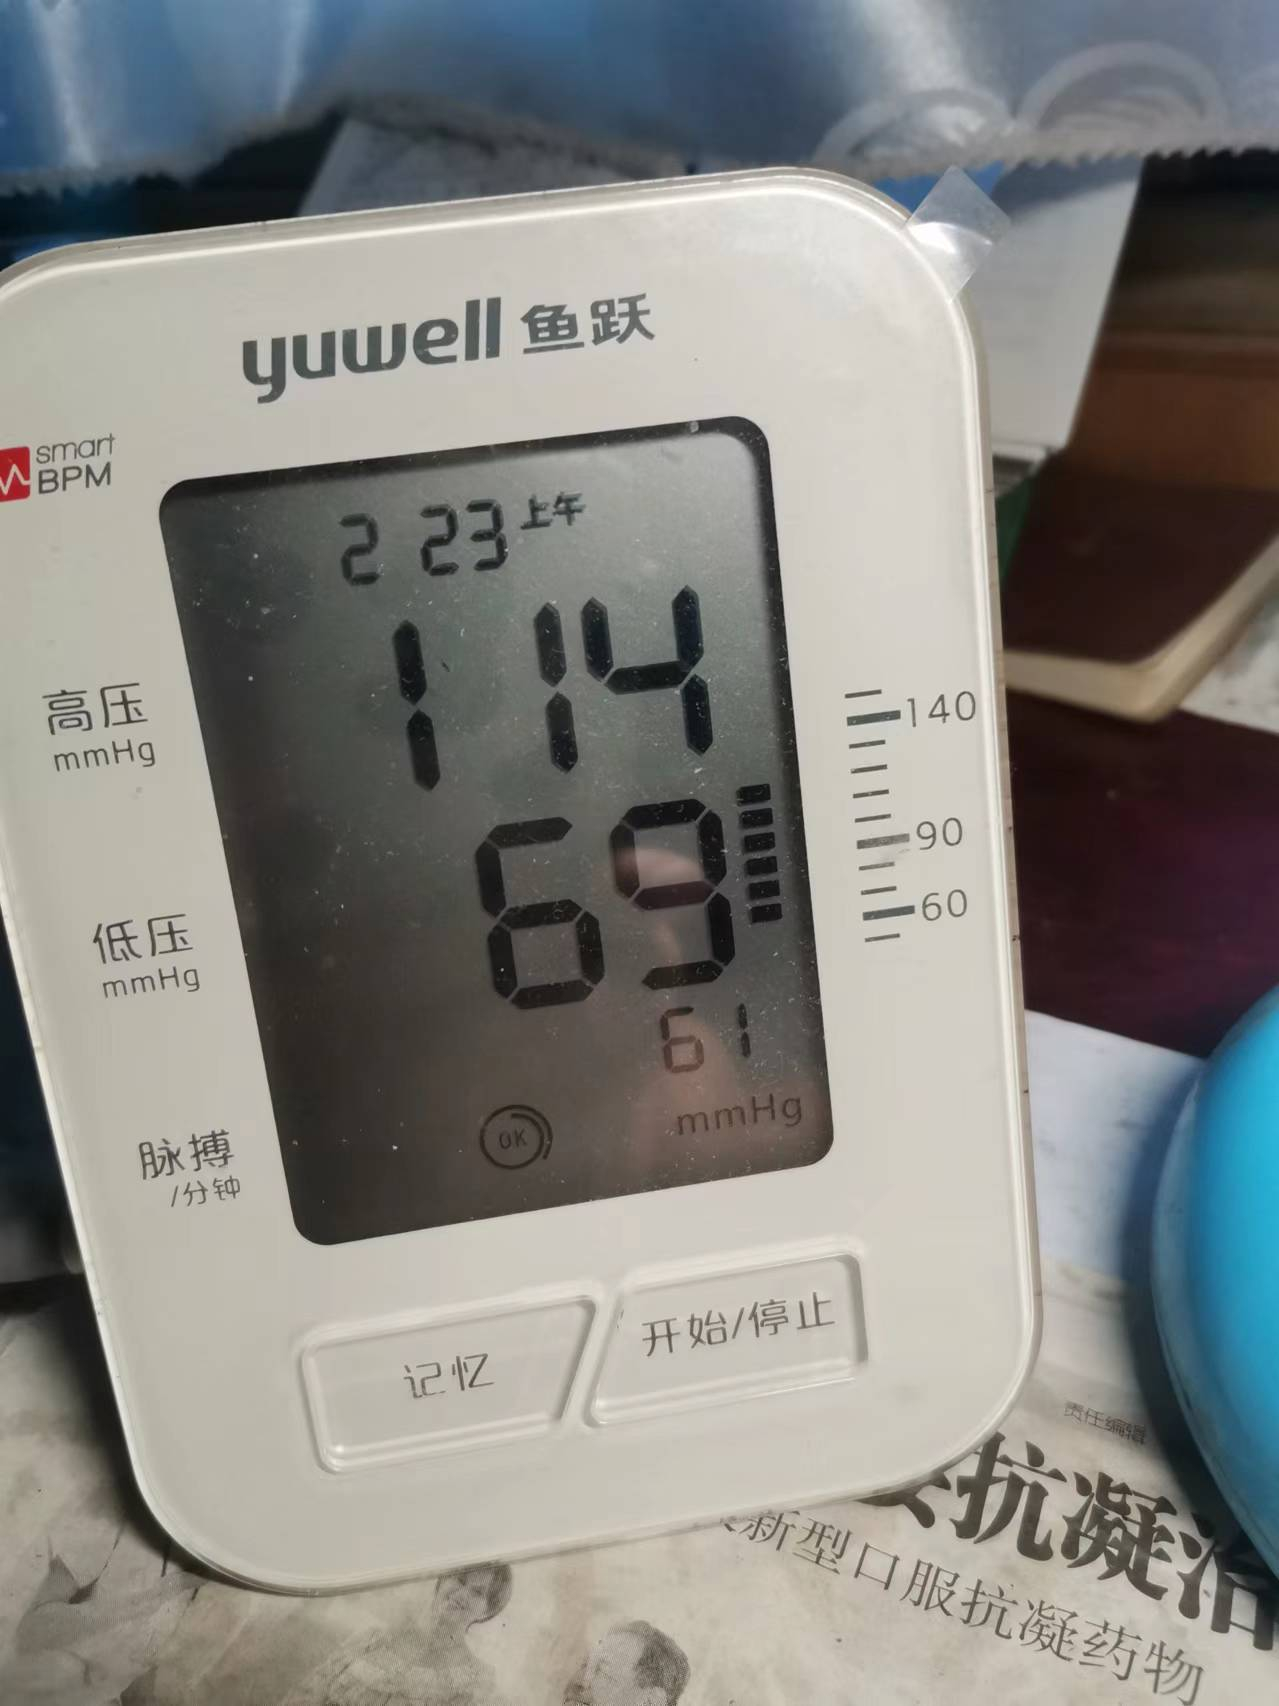 yuwell 鱼跃
smart
BPM
2 23 上午
高压
mmHg
114
140
90
60
低压
mmHg
69
脉搏
/分钟
61
mmHg
OK
记忆
开始/停止
责任编辑
抗凝治
新型口服抗凝药物